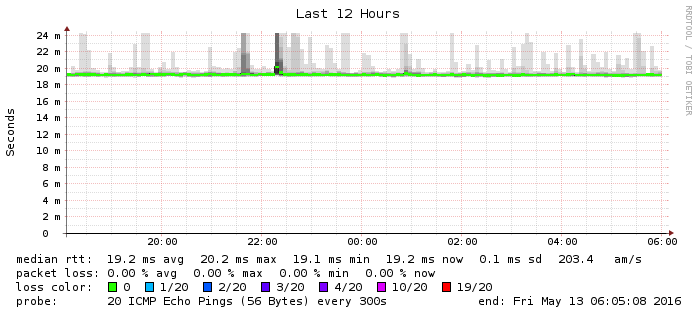 Last 12 Hours
RRDTOOL / TOBI OETIKER
Seconds
24 m
22 m
20 m
18 m
16 m
14 m
12 m
10 m
8 m
6 m
4 m
2 m
0
20:00 22:00 00:00 02:00 04:00 06:00
median rtt: 19.2 ms avg 20.2 ms max 19.1 ms min 19.2 ms now 0.1 ms sd 203.4 am/s
packet loss: 0.00 % avg 0.00 % max 0.00 % min 0.00 % now
loss color: 0 1/20 2/20 3/20 4/20 10/20 19/20
probe: 20 ICMP Echo Pings (56 Bytes) every 300s end: Fri May 13 06:05:08 2016